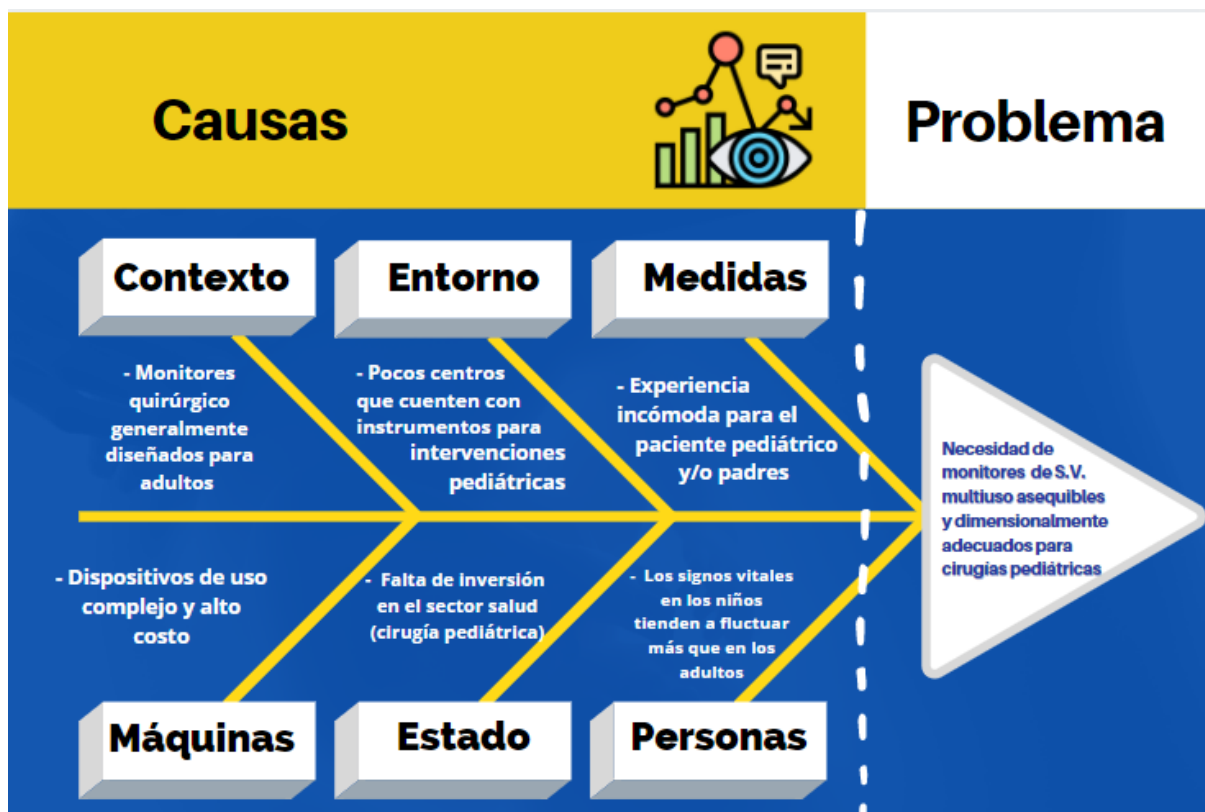 Causas
Problema
Contexto
Entorno
Medidas
- Monitores
quirúrgico
generalmente
diseñados para
adultos
- Pocos centros
que cuenten con
instrumentos para
intervenciones
pediátricas
- Experiencia
incómoda para el
paciente pediátrico
y/o padres
Necesidad de
monitores de S.V.
multiuso asequibles
y dimensionalmente
adecuados para
cirugías pediátricas
- Dispositivos de uso
complejo y alto
costo
- Falta de inversión
en el sector salud
(cirugía pediátrica)
- Los signos vitales
en los niños
tienden a fluctuar
más que en los
adultos
Máquinas
Estado
Personas